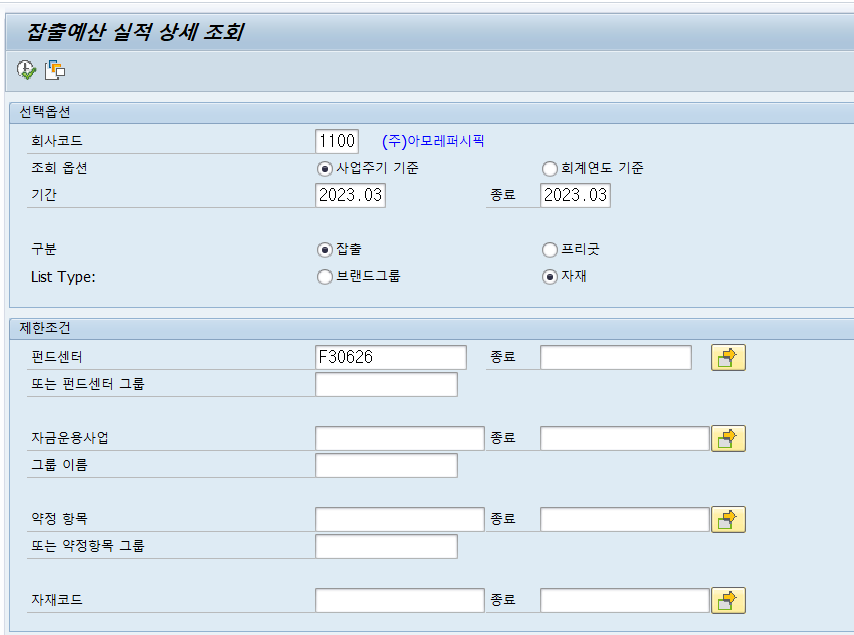 잡출예산 실적 상세 조회
선택옵션
회사코드 1100 (주)아모레퍼시픽
조회 옵션 사업주기 기준 회계연도 기준
기간 2023.03 종료 2023.03
구분 잡출 프리굿
List Type: 브랜드그룹 자재
제한조건
펀드센터 F30626 종료
또는 펀드센터 그룹
자금운용사업 종료
그룹 이름
약정 항목 종료
또는 약정항목 그룹
자재코드 종료